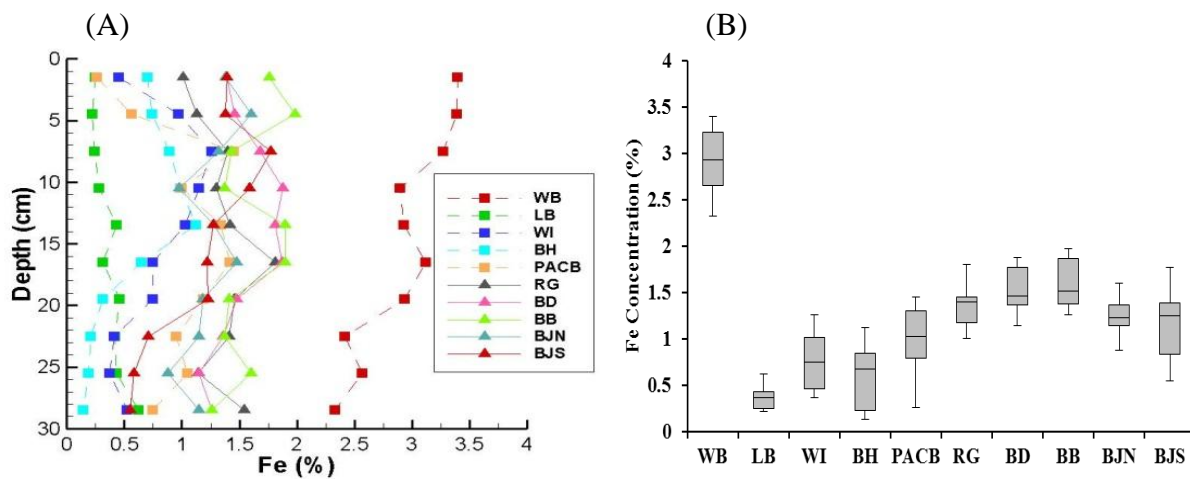 (A)
(B)
0
5
10
15
20
25
30
Depth (cm)
0 0.5 1 1.5 2 2.5 3 3.5 4
Fe (%)
WB
LB
WI
BH
PACB
RG
BD
BB
BJN
BJS
4
3.5
3
2.5
2
1.5
1
0.5
0
Fe Concentration (%)
WB LB WI BH PACB RG BD BB BJN BJS